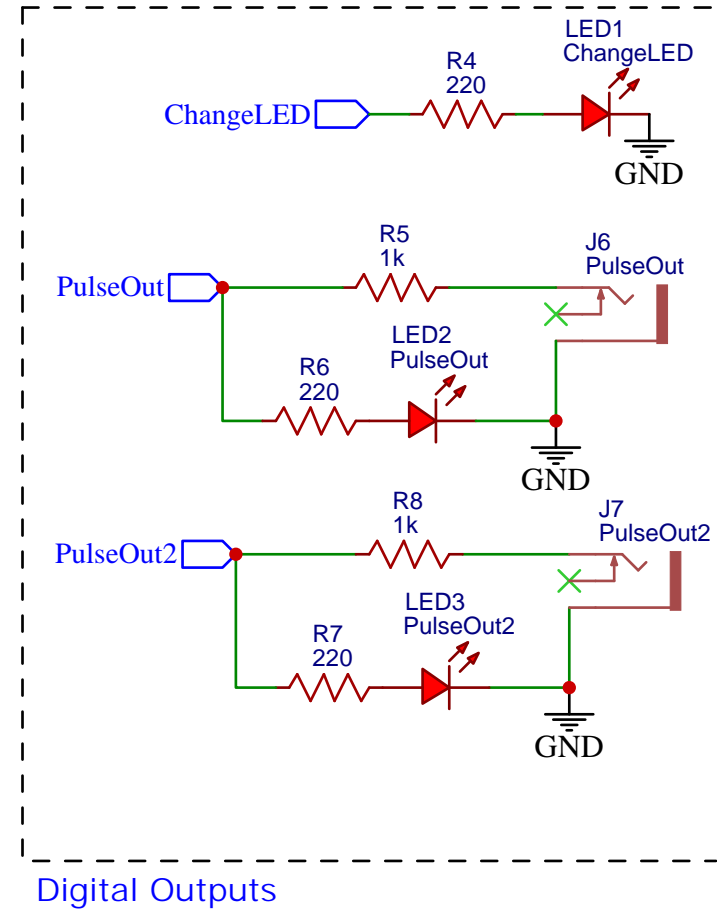 LED1
ChangeLED
R4
220
ChangeLED
GND
R5
1k
J6
PulseOut
PulseOut
LED2
PulseOut
R6
220
GND
R8
1k
J7
PulseOut2
PulseOut2
LED3
PulseOut2
R7
220
GND
Digital Outputs